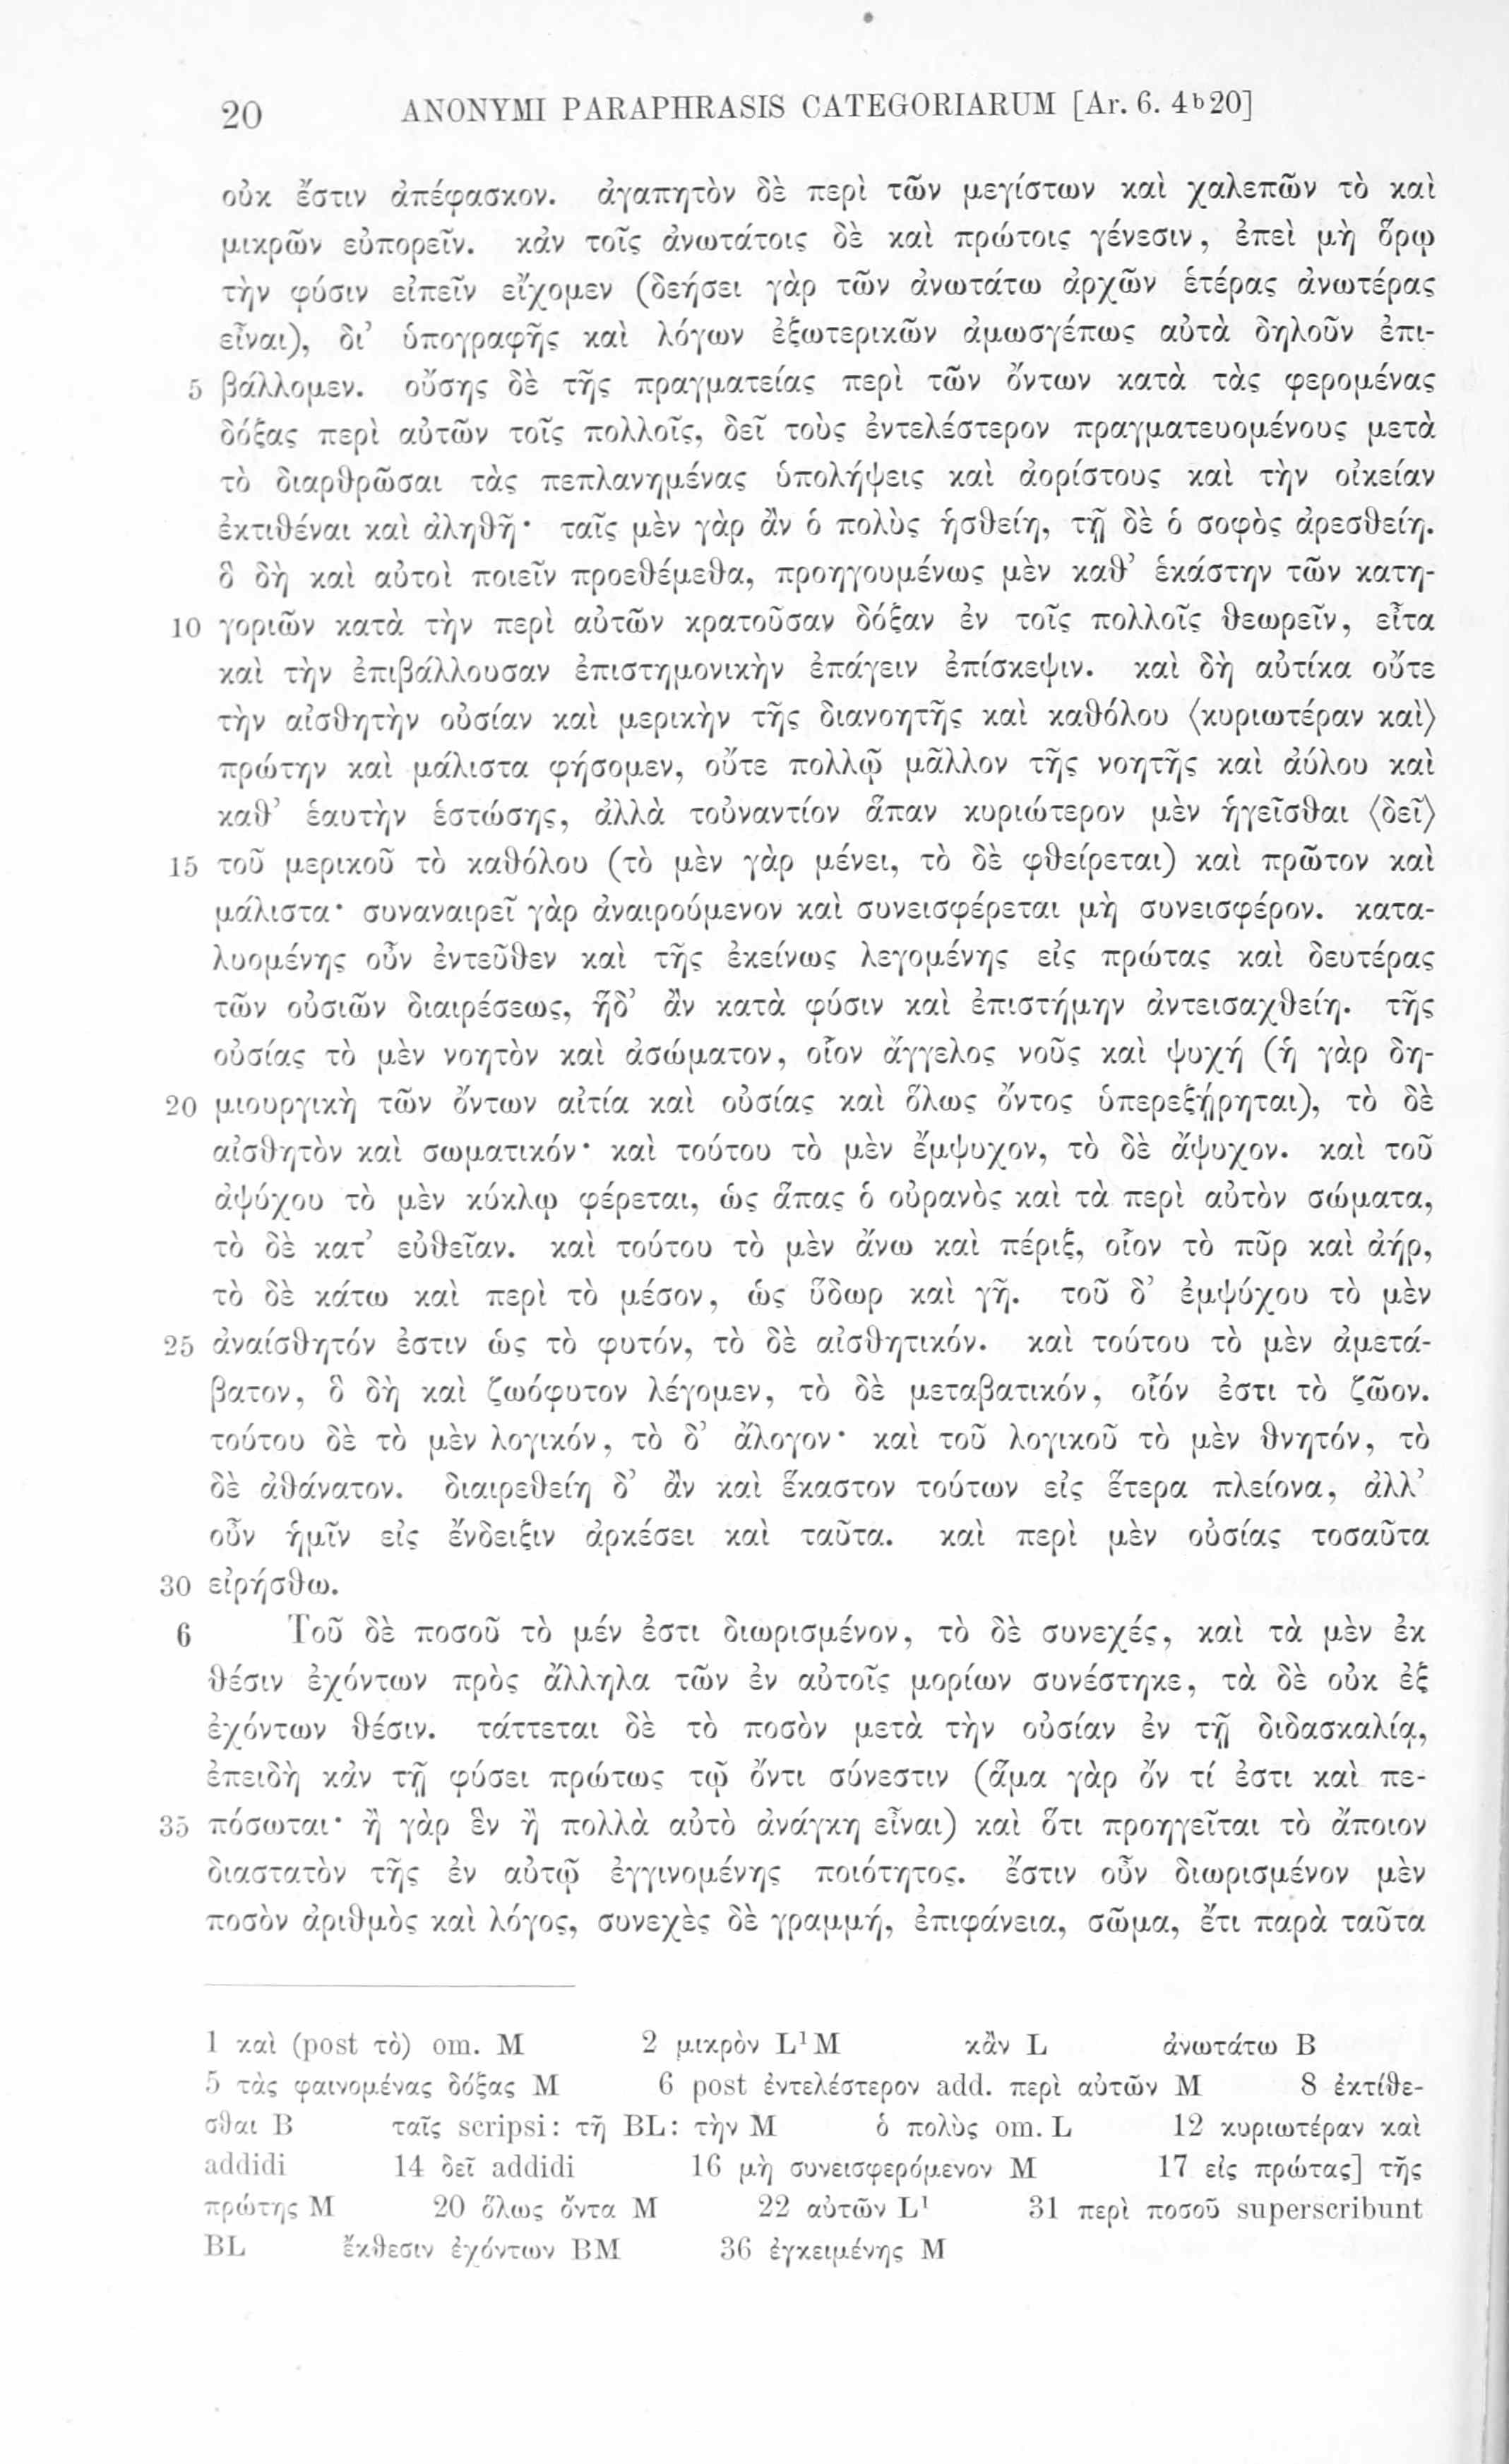 20 ANONYMI PARAPHRASIS CATEGORIARUM [Ar. 6. 4b20]
οὐκ ἔστιν ἀπέφασκον. ἀγαπητὸν δὲ περὶ τῶν μεγίστων καὶ χαλεπῶν τὸ καὶ
μικρῶν εὐπορεῖν. κἀν τοῖς ἀνωτάτοις δὲ καὶ πρώτοις γένεσιν, ἐπεὶ μὴ ὅρῳ
τὴν φύσιν εἰπεῖν εἴχομεν (δεήσει γὰρ τῶν ἀνωτάτω ἀρχῶν ἑτέρας ἀνωτέρας
εἶναι), δι’ ὑπογραφῆς καὶ λόγων ἐξωτερικῶν ἁμωσγέπως αὐτὰ δηλοῦν ἐπι-
5 βάλλομεν. οὔσης δὲ τῆς πραγματείας περὶ τῶν ὄντων κατὰ τὰς φερομένας
δόξας περὶ αὐτῶν τοῖς πολλοῖς, δεῖ τοὺς ἐντελέστερον πραγματευομένους μετὰ
τὸ διαρθρῶσαι τὰς πεπλανημένας ὑπολήψεις καὶ ἀορίστους καὶ τὴν οἰκείαν
ἐκτιθέναι καὶ ἀληθῆ· ταῖς μὲν γὰρ ἂν ὁ πολὺς ἡσθείη, τῇ δὲ ὁ σοφὸς ἀρεσθείη.
ὃ δὴ καὶ αὐτοὶ ποιεῖν προεθέμεθα, προηγουμένως μὲν καθ’ ἑκάστην τῶν κατη-
10 γοριῶν κατὰ τὴν περὶ αὐτῶν κρατοῦσαν δόξαν ἐν τοῖς πολλοῖς θεωρεῖν, εἶτα
καὶ τὴν ἐπιβάλλουσαν ἐπιστημονικὴν ἐπάγειν ἐπίσκεψιν. καὶ δὴ αὐτίκα οὔτε
τὴν αἰσθητὴν οὐσίαν καὶ μερικὴν τῆς διανοητῆς καὶ καθόλου ⟨κυριωτέραν καὶ⟩
πρώτην καὶ μάλιστα φήσομεν, οὔτε πολλῷ μᾶλλον τῆς νοητῆς καὶ ἀύλου καὶ
καθ’ ἑαυτὴν ἑστώσης, ἀλλὰ τοὐναντίον ἅπαν κυριώτερον μὲν ἡγεῖσθαι ⟨δεῖ⟩
15 τοῦ μερικοῦ τὸ καθόλου (τὸ μὲν γὰρ μένει, τὸ δὲ φθείρεται) καὶ πρῶτον καὶ
μάλιστα· συναναιρεῖ γὰρ ἀναιρούμενον καὶ συνεισφέρεται μὴ συνεισφέρον. κατα-
λυομένης οὖν ἐντεῦθεν καὶ τῆς ἐκείνως λεγομένης εἰς πρώτας καὶ δευτέρας
τῶν οὐσιῶν διαιρέσεως, ἥδ’ ἂν κατὰ φύσιν καὶ ἐπιστήμην ἀντεισαχθείη. τῆς
οὐσίας τὸ μὲν νοητὸν καὶ ἀσώματον, οἷον ἄγγελος νοῦς καὶ ψυχή (ἡ γὰρ δη-
20 μιουργικὴ τῶν ὄντων αἰτία καὶ οὐσίας καὶ ὅλως ὄντος ὑπερεξῄρηται), τὸ δὲ
αἰσθητὸν καὶ σωματικόν· καὶ τούτου τὸ μὲν ἔμψυχον, τὸ δὲ ἄψυχον. καὶ τοῦ
ἀψύχου τὸ μὲν κύκλῳ φέρεται, ὡς ἅπας ὁ οὐρανὸς καὶ τὰ περὶ αὐτὸν σώματα,
τὸ δὲ κατ’ εὐθεῖαν. καὶ τούτου τὸ μὲν ἄνω καὶ πέριξ, οἷον τὸ πῦρ καὶ ἀήρ,
τὸ δὲ κάτω καὶ περὶ τὸ μέσον, ὡς ὕδωρ καὶ γῆ. τοῦ δ’ ἐμψύχου τὸ μὲν
25 ἀναίσθητόν ἐστιν ὡς τὸ φυτόν, τὸ δὲ αἰσθητικόν. καὶ τούτου τὸ μὲν ἀμετά-
βατον, ὃ δὴ καὶ ζωόφυτον λέγομεν, τὸ δὲ μεταβατικόν, οἷόν ἐστι τὸ ζῶον.
τούτου δὲ τὸ μὲν λογικόν, τὸ δ’ ἄλογον· καὶ τοῦ λογικοῦ τὸ μὲν θνητόν, τὸ
δὲ ἀθάνατον. διαιρεθείη δ’ ἂν καὶ ἕκαστον τούτων εἰς ἕτερα πλείονα, ἀλλ’
οὖν ἡμῖν εἰς ἔνδειξιν ἀρκέσει καὶ ταῦτα. καὶ περὶ μὲν οὐσίας τοσαῦτα
30 εἰρήσθω.
6 Τοῦ δὲ ποσοῦ τὸ μέν ἐστι διωρισμένον, τὸ δὲ συνεχές, καὶ τὰ μὲν ἐκ
θέσιν ἐχόντων πρὸς ἄλληλα τῶν ἐν αὐτοῖς μορίων συνέστηκε, τὰ δὲ οὐκ ἐξ
ἐχόντων θέσιν. τάττεται δὲ τὸ ποσὸν μετὰ τὴν οὐσίαν ἐν τῇ διδασκαλίᾳ,
ἐπειδὴ κἀν τῇ φύσει πρώτως τῷ ὄντι σύνεστιν (ἅμα γὰρ ὄν τί ἐστι καὶ πε-
35 πόσωται· ἢ γὰρ ἓν ἢ πολλὰ αὐτὸ ἀνάγκη εἶναι) καὶ ὅτι προηγεῖται τὸ ἄποιον
διαστατὸν τῆς ἐν αὐτῷ ἐγγινομένης ποιότητος. ἔστιν οὖν διωρισμένον μὲν
ποσὸν ἀριθμὸς καὶ λόγος, συνεχὲς δὲ γραμμή, ἐπιφάνεια, σῶμα, ἔτι παρὰ ταῦτα
1 καὶ (post τὸ) om. M 2 μικρὸν L¹M κἂν L ἀνωτάτω B
5 τὰς φαινομένας δόξας M 6 post ἐντελέστερον add. περὶ αὐτῶν M 8 ἐκτίθε-
σθαι B ταῖς scripsi: τῇ BL: τὴν M ὁ πολὺς om. L 12 κυριωτέραν καὶ
addidi 14 δεῖ addidi 16 μὴ συνεισφερόμενον M 17 εἰς πρώτας] τῆς
πρώτης M 20 ὅλως ὄντα M 22 αὐτῶν L¹ 31 περὶ ποσοῦ superscribunt
BL ἔκθεσιν ἐχόντων BM 36 ἐγκειμένης M